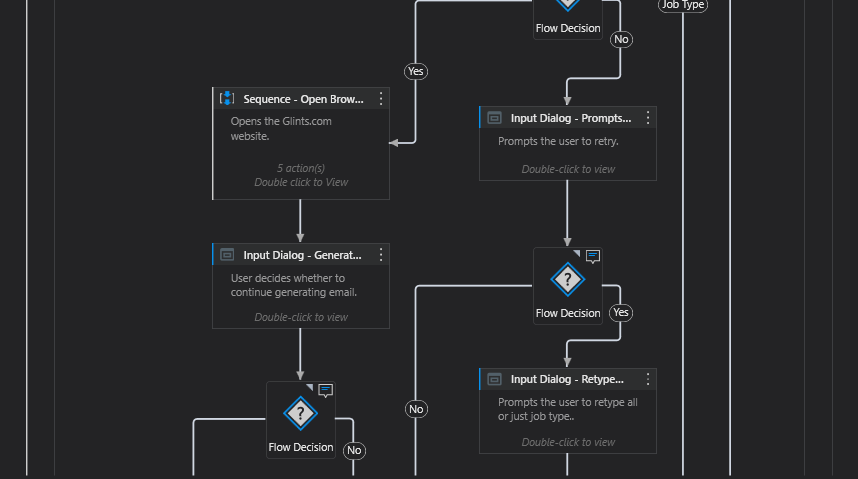 Job Type
Flow Decision
No
Yes
Sequence - Open Brow...
Opens the Glints.com
website.
5 action(s)
Double click to View
Input Dialog - Prompts...
Prompts the user to retry.
Double-click to view
Input Dialog - Generat...
User decides whether to
continue generating email.
Double-click to view
?
Flow Decision
Yes
Input Dialog - Retype...
Prompts the user to retype all
or just job type..
Double-click to view
No
?
Flow Decision
No